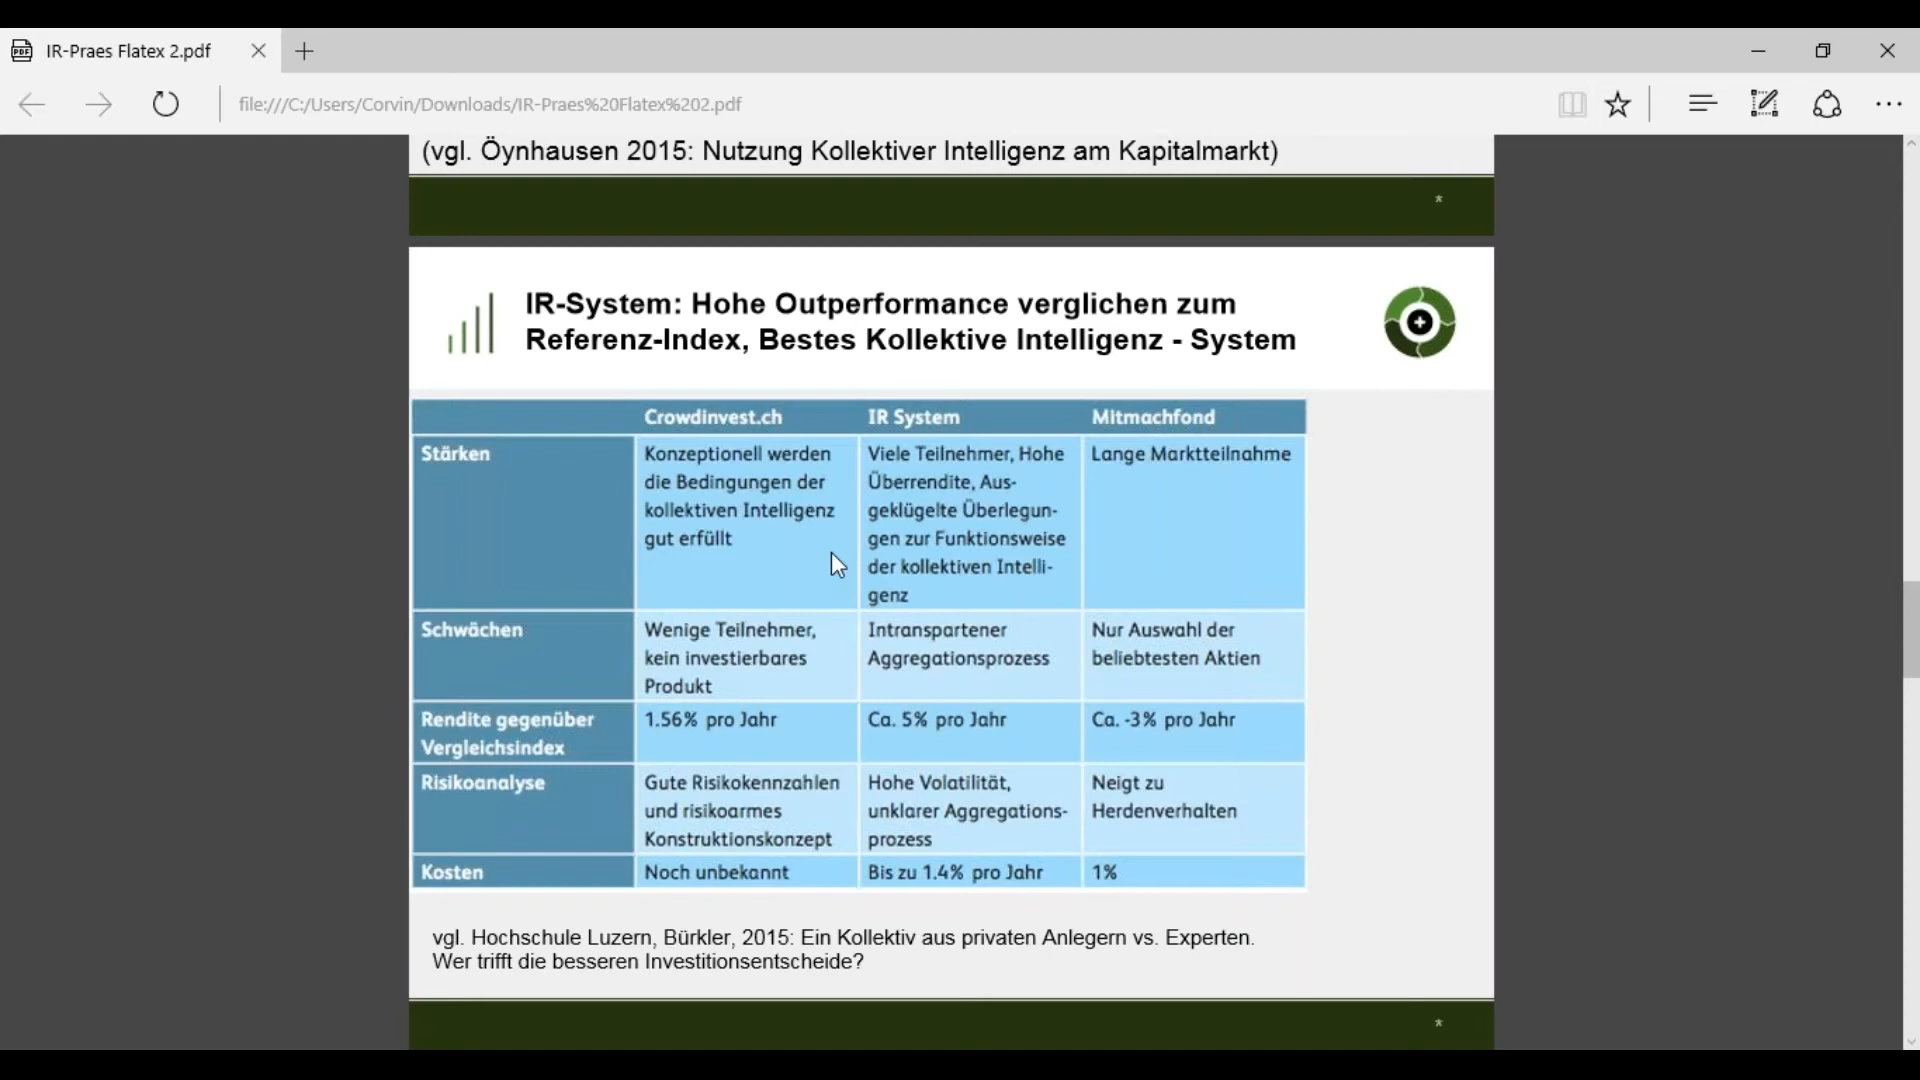 IR-Praes Flatex 2.pdf
file:///C:/Users/Corvin/Downloads/IR-Praes%20Flatex%202.pdf
(vgl. Öynhausen 2015: Nutzung Kollektiver Intelligenz am Kapitalmarkt)
*
IR-System: Hohe Outperformance verglichen zum
Referenz-Index, Bestes Kollektive Intelligenz - System
Crowdinvest.ch
IR System
Mitmachfond
Stärken
Konzeptionell werden
die Bedingungen der
kollektiven Intelligenz
gut erfüllt
Viele Teilnehmer, Hohe
Überrendite, Aus-
geklügelte Überlegun-
gen zur Funktionsweise
der kollektiven Intelli-
genz
Lange Marktteilnahme
Schwächen
Wenige Teilnehmer,
kein investierbares
Produkt
Intranspartener
Aggregationsprozess
Nur Auswahl der
beliebtesten Aktien
Rendite gegenüber
Vergleichsindex
1.56% pro Jahr
Ca. 5% pro Jahr
Ca. -3% pro Jahr
Risikoanalyse
Gute Risikokennzahlen
und risikoarmes
Konstruktionskonzept
Hohe Volatilität,
unklarer Aggregations-
prozess
Neigt zu
Herdenverhalten
Kosten
Noch unbekannt
Bis zu 1.4% pro Jahr
1%
vgl. Hochschule Luzern, Bürkler, 2015: Ein Kollektiv aus privaten Anlegern vs. Experten.
Wer trifft die besseren Investitionsentscheide?
*